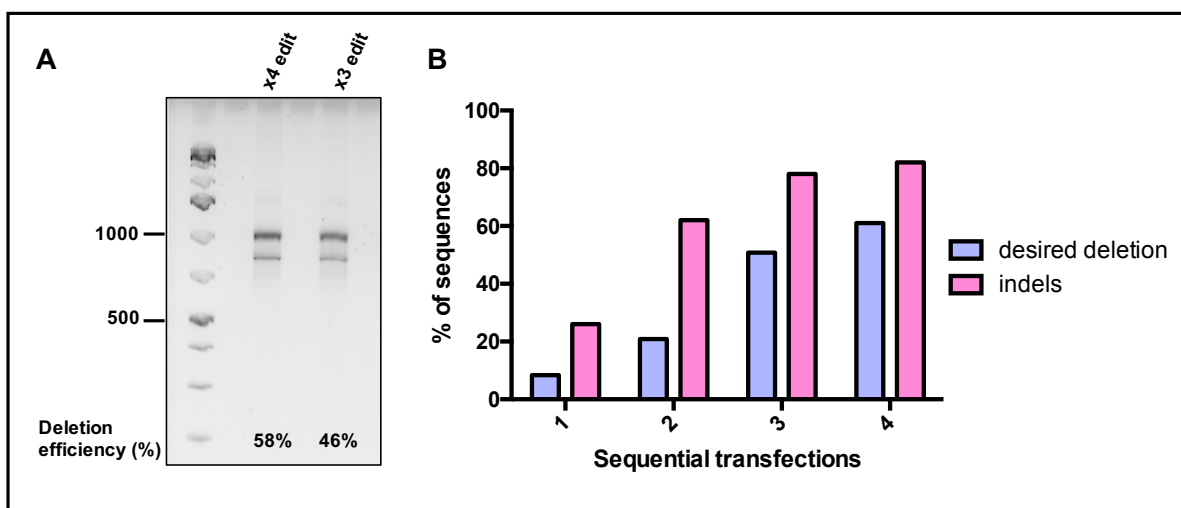 A
x4 edit
x3 edit
1000
500
Deletion
efficiency (%)
58%
46%
B
100
80
60
40
20
0
% of sequences
1
2
3
4
Sequential transfections
desired deletion
indels